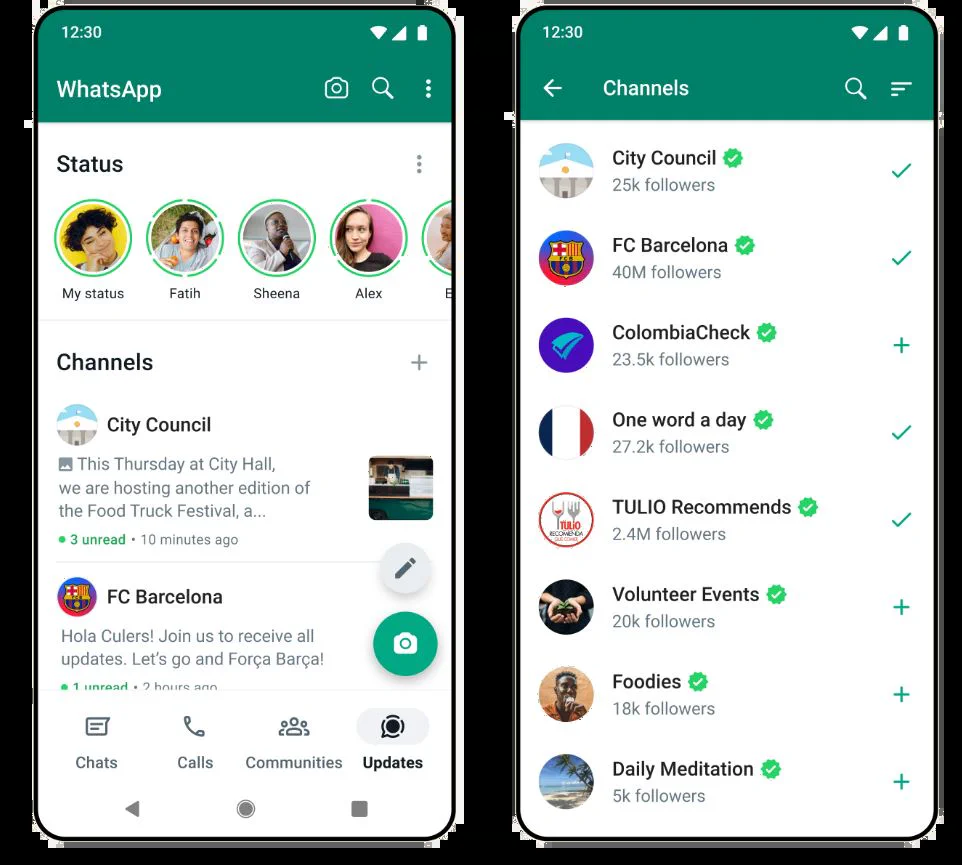 12:30
WhatsApp
Status
My status
Fatih
Sheena
Alex
Channels
City Council
This Thursday at City Hall,
we are hosting another edition of
the Food Truck Festival, a...
3 unread • 10 minutes ago
FC Barcelona
Hola Culers! Join us to receive all
updates. Let’s go and Força Barça!
1 unread • 2 hours ago
Chats
Calls
Communities
Updates
12:30
Channels
City Council
25k followers
FC Barcelona
40M followers
ColombiaCheck
23.5k followers
One word a day
27.2k followers
TULIO
RECOMIENDA
QUE COMER
TULIO Recommends
2.4M followers
Volunteer Events
20k followers
Foodies
18k followers
Daily Meditation
5k followers